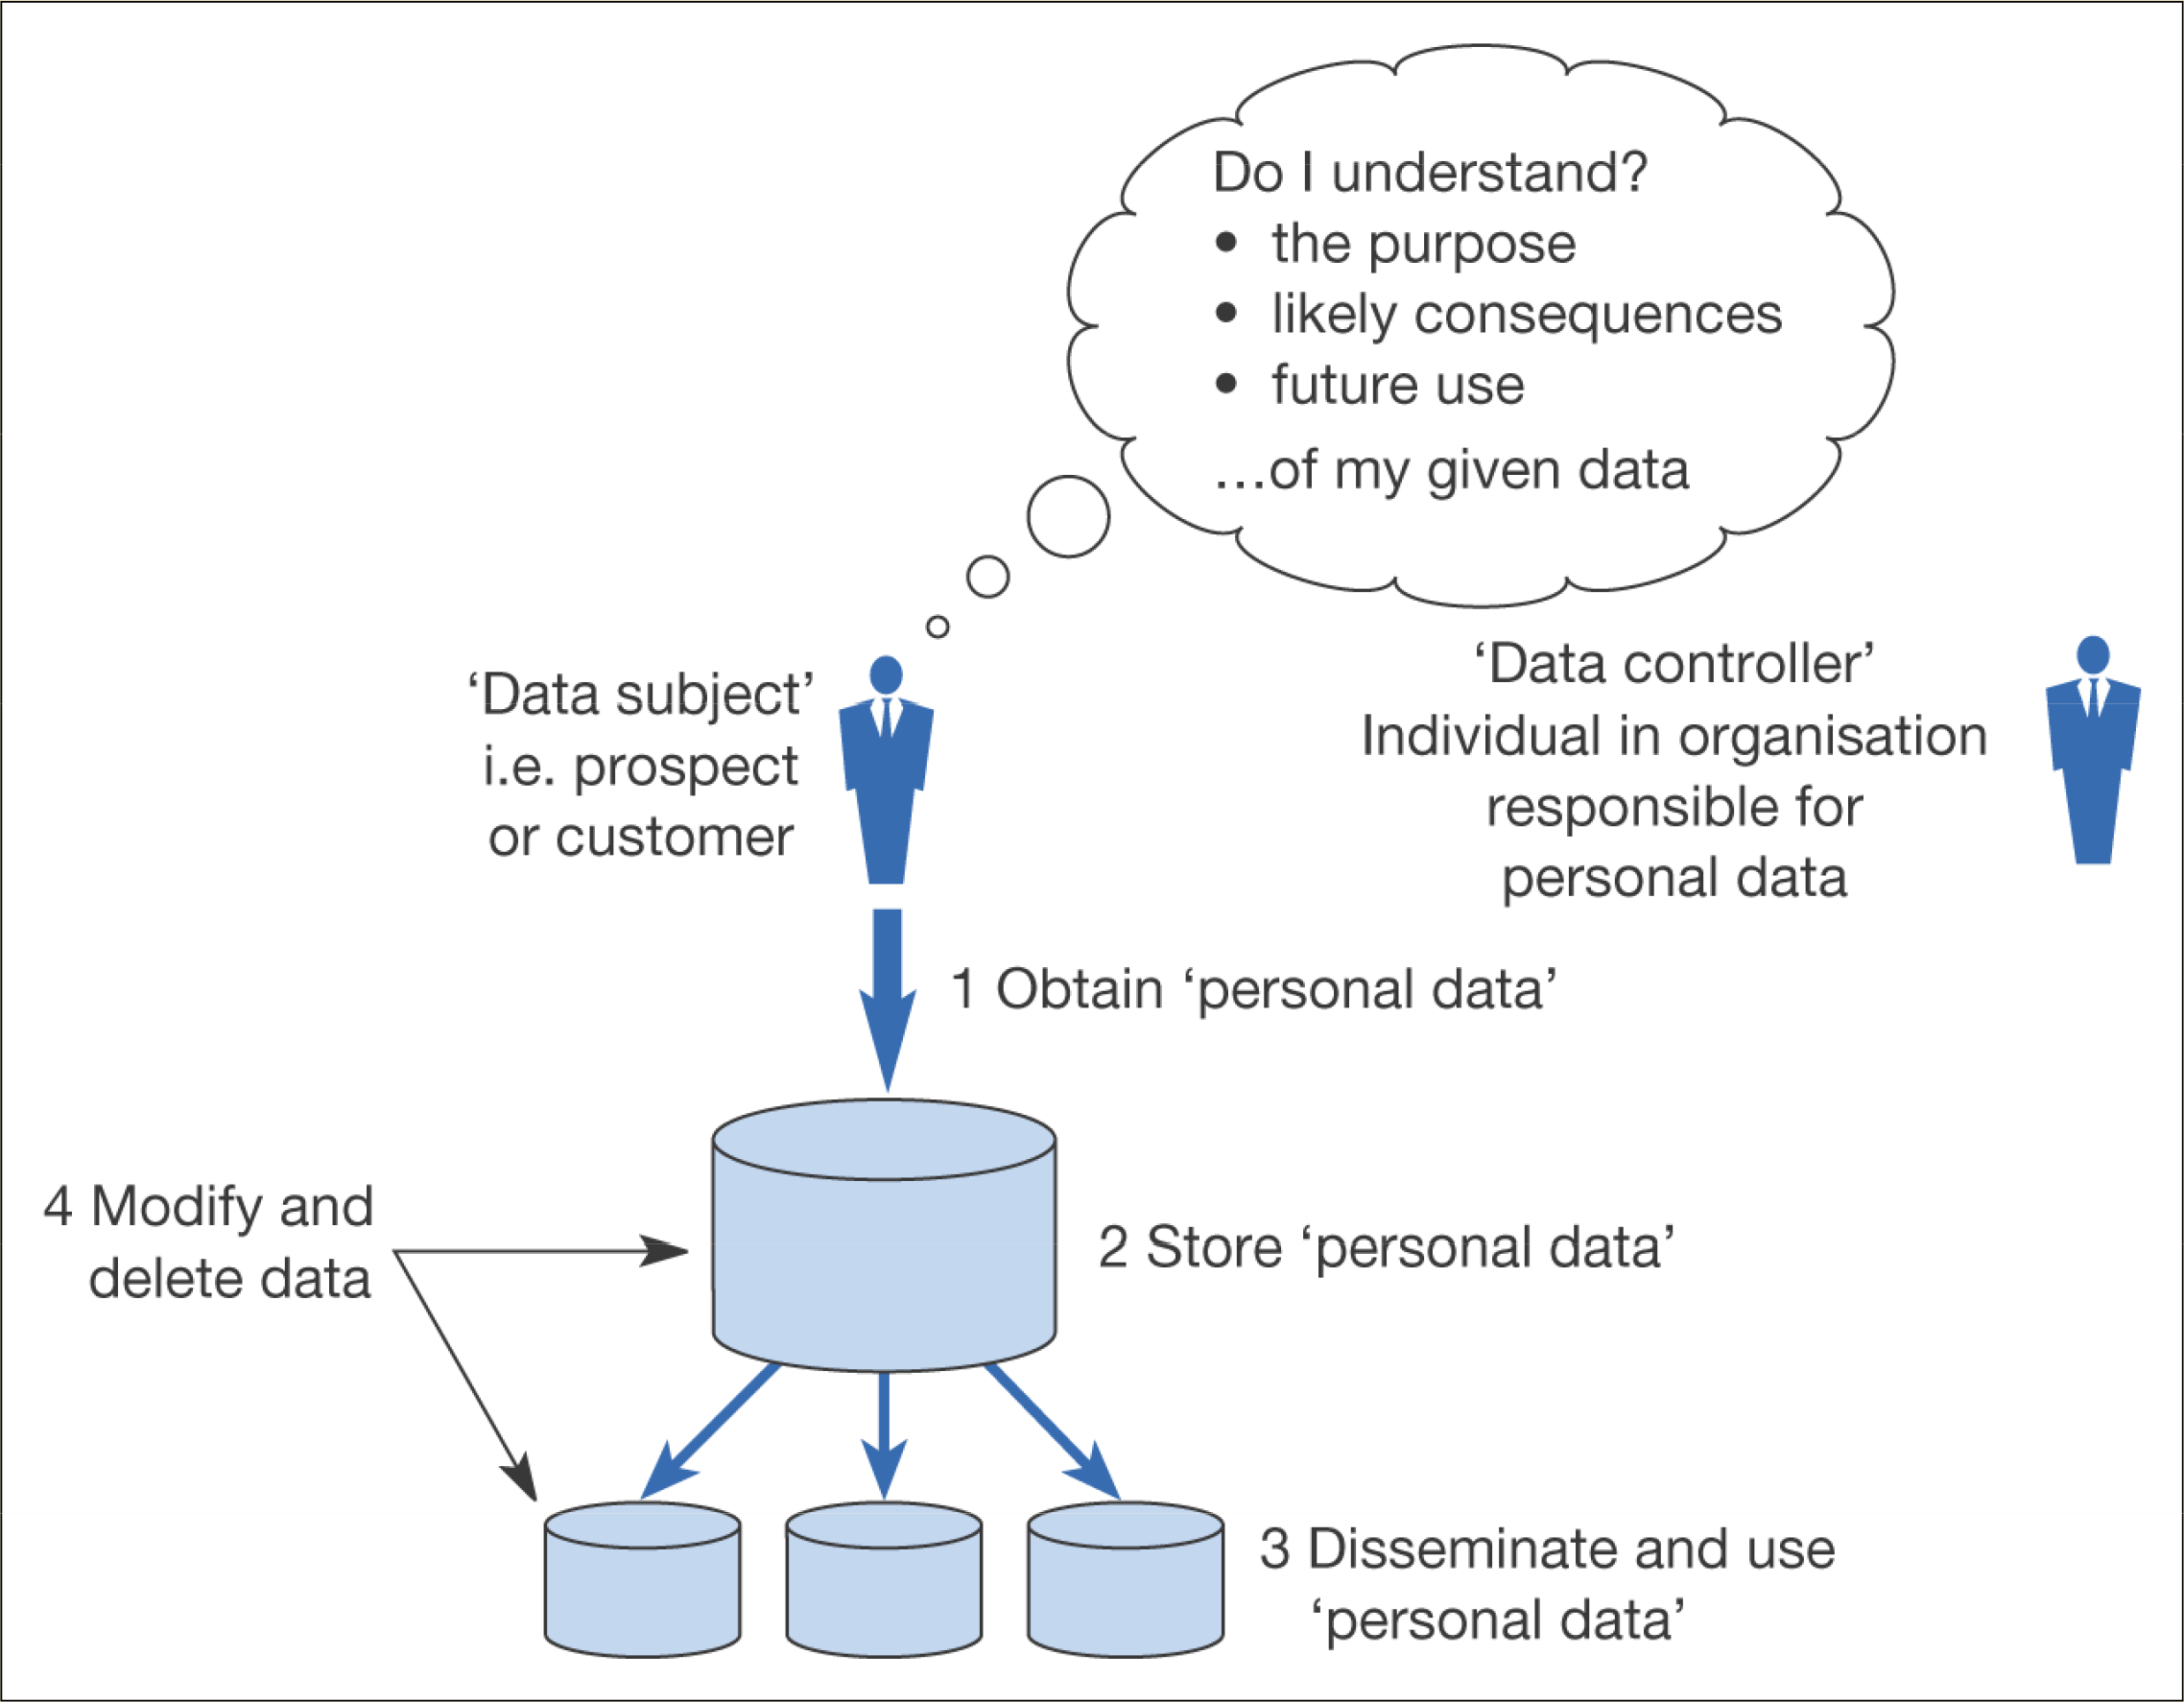 Do I understand?
• the purpose
• likely consequences
• future use
...of my given data
‘Data subject’
i.e. prospect
or customer
‘Data controller’
Individual in organisation
responsible for
personal data
1 Obtain ‘personal data’
4 Modify and
delete data
2 Store ‘personal data’
3 Disseminate and use
‘personal data’